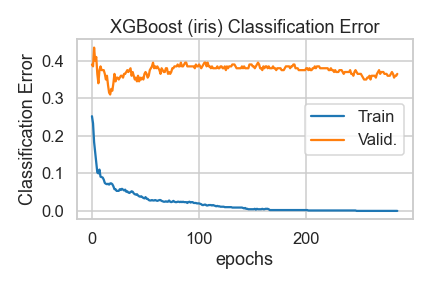 XGBoost (iris) Classification Error
Classification Error
0.4
0.3
0.2
0.1
0.0
Train
Valid.
0
100
200
epochs